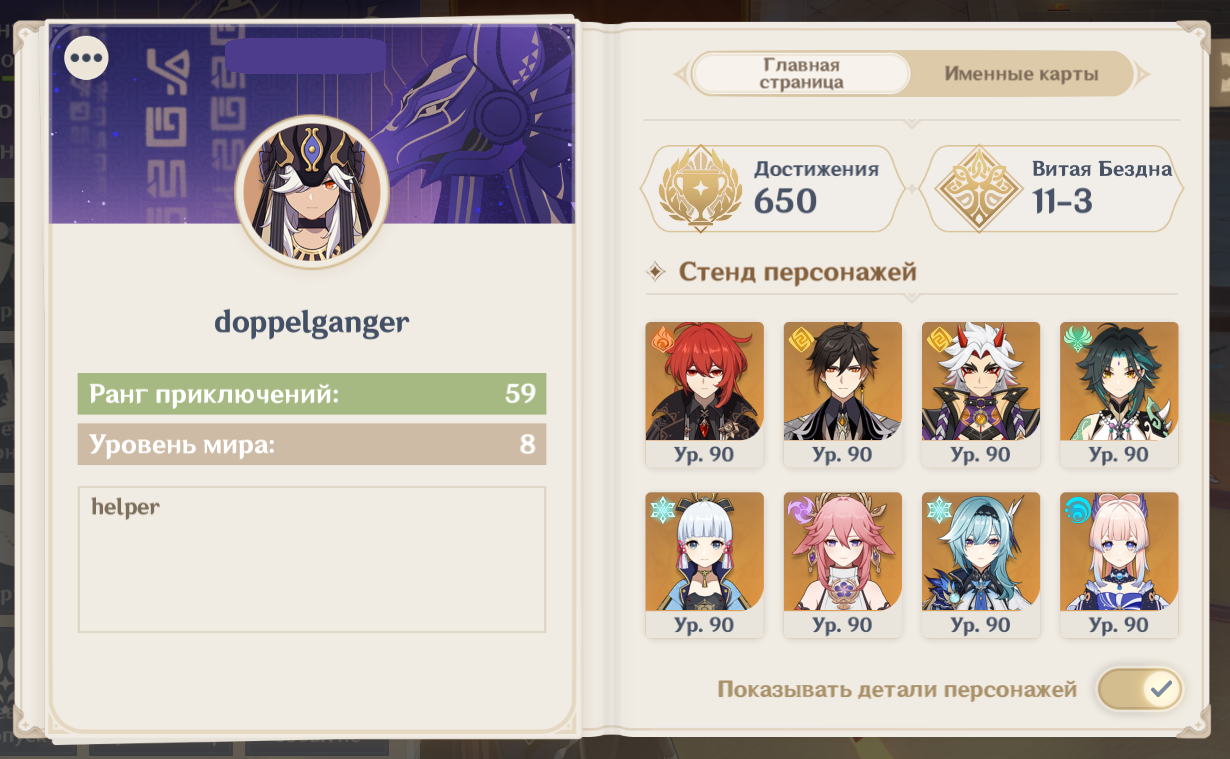 doppelganger
Ранг приключений: 59
Уровень мира: 8
helper
Главная
страница
Именные карты
Достижения
650
Витая Бездна
11-3
Стенд персонажей
Ур. 90 Ур. 90 Ур. 90 Ур. 90
Ур. 90 Ур. 90 Ур. 90 Ур. 90
Показывать детали персонажей